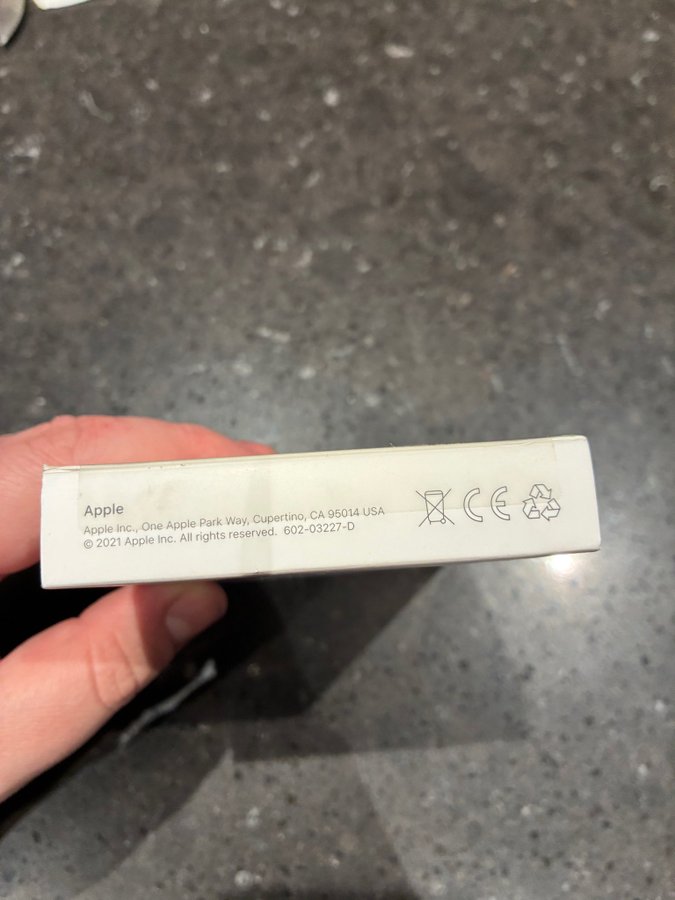 Apple
Apple Inc., One Apple Park Way, Cupertino, CA 95014 USA
© 2021 Apple Inc. All rights reserved. 602-03227-D
CE